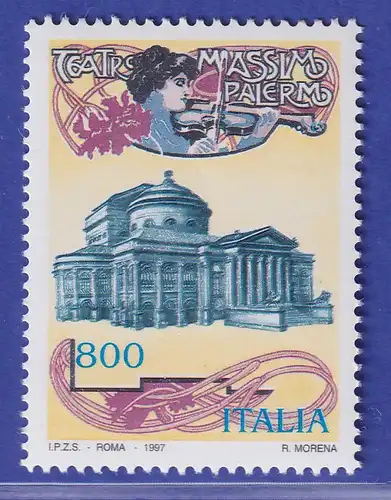 TEATRO MASSIMO
PALERMO
800
ITALIA
I.P.Z.S. - ROMA - 1997
R. MORENA